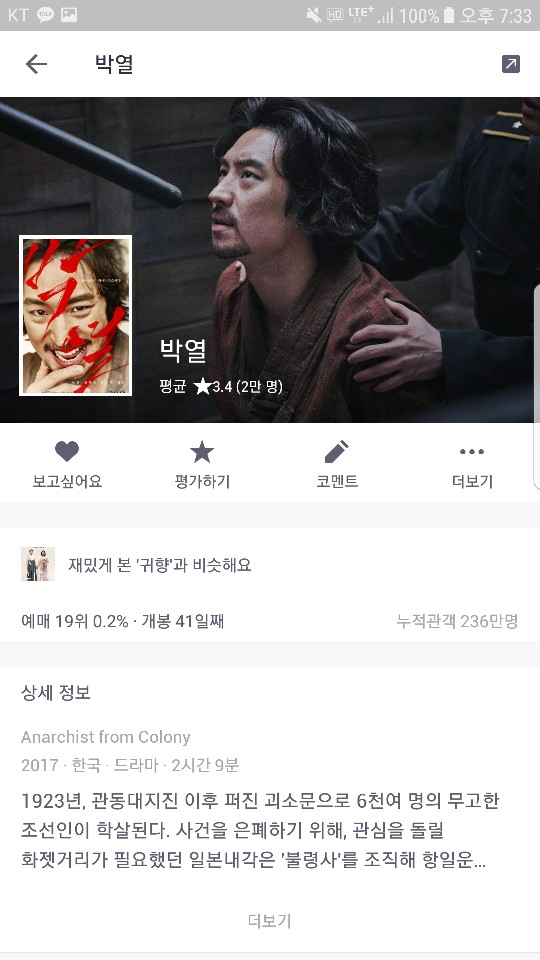 KT TALK HD LTE+ 100% 오후 7:33
박열
박열
박열
평균 ★3.4 (2만 명)
보고싶어요 평가하기 코멘트 더보기
재밌게 본 '귀향'과 비슷해요
예매 19위 0.2% · 개봉 41일째 누적관객 236만명
상세 정보
Anarchist from Colony
2017 · 한국 · 드라마 · 2시간 9분
1923년, 관동대지진 이후 퍼진 괴소문으로 6천여 명의 무고한
조선인이 학살된다. 사건을 은폐하기 위해, 관심을 돌릴
화젯거리가 필요했던 일본내각은 '불령사'를 조직해 항일운...
더보기